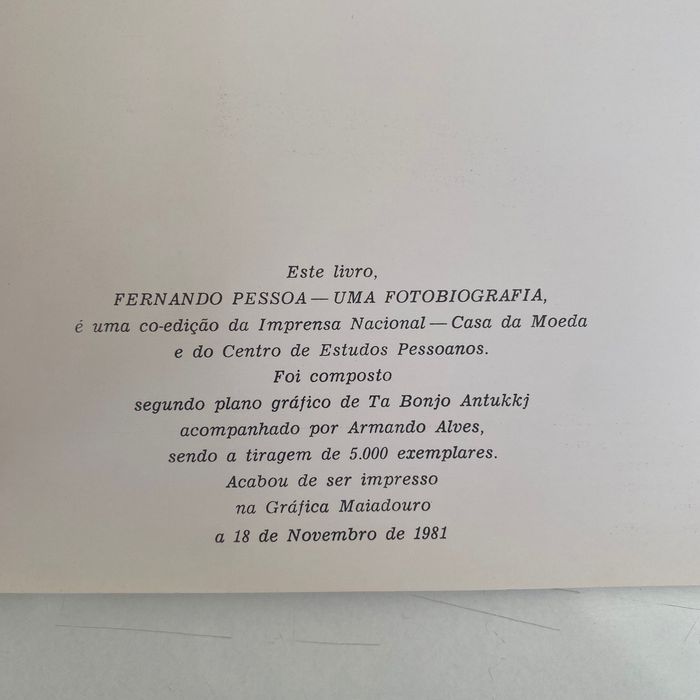 Este livro,
FERNANDO PESSOA — UMA FOTOBIOGRAFIA,
é uma co-edição da Imprensa Nacional — Casa da Moeda
e do Centro de Estudos Pessoanos.
Foi composto
segundo plano gráfico de Ta Bonjo Antukkj
acompanhado por Armando Alves,
sendo a tiragem de 5.000 exemplares.
Acabou de ser impresso
na Gráfica Maiadouro
a 18 de Novembro de 1981